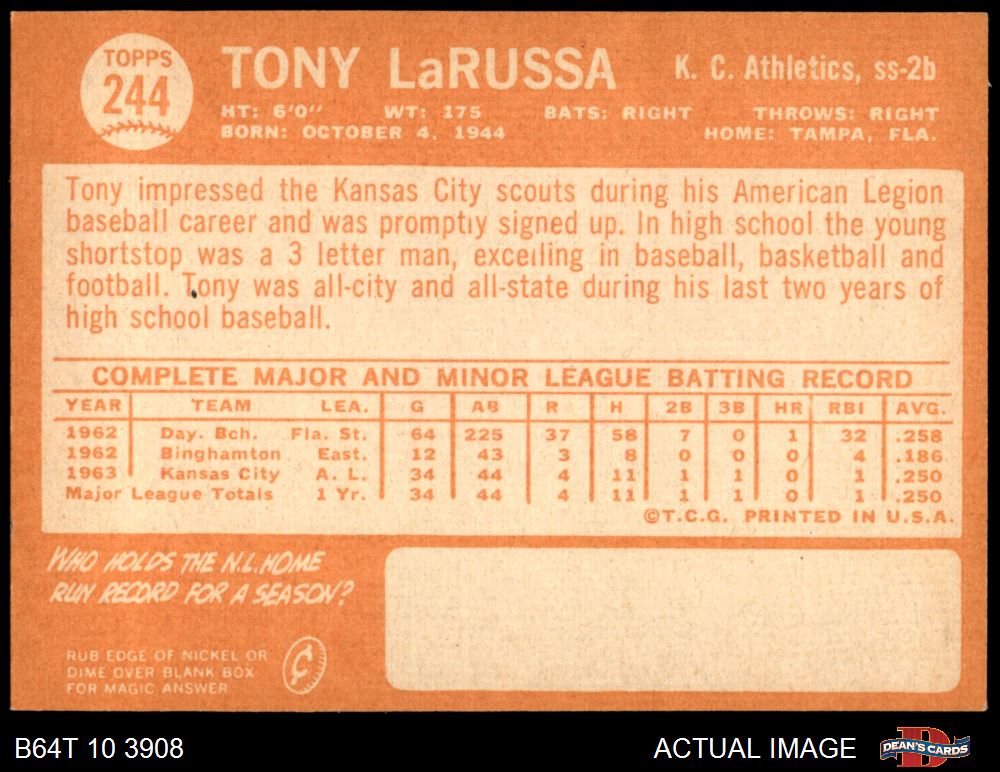 TOPPS
244
TONY LaRUSSA
K. C. Athletics, ss-2b
HT: 6'0" WT: 175 BATS: RIGHT THROWS: RIGHT
BORN: OCTOBER 4, 1944 HOME: TAMPA, FLA.
Tony impressed the Kansas City scouts during his American Legion
baseball career and was promptly signed up. In high school the young
shortstop was a 3 letter man, excelling in baseball, basketball and
football. Tony was all-city and all-state during his last two years of
high school baseball.
COMPLETE MAJOR AND MINOR LEAGUE BATTING RECORD
YEAR TEAM LEA. G AB R H 2B 3B HR RBI AVG.
1962 Day. Bch. Fla. St. 64 225 37 58 7 0 1 32 .258
1962 Binghamton East. 12 43 3 8 0 0 0 4 .186
1963 Kansas City A. L. 34 44 4 11 1 1 0 1 .250
Major League Totals 1 Yr. 34 44 4 11 1 1 0 1 .250
©T.C.G. PRINTED IN U.S.A.
WHO HOLDS THE N.L. HOME
RUN RECORD FOR A SEASON?
RUB EDGE OF NICKEL OR
DIME OVER BLANK BOX
FOR MAGIC ANSWER
¢
B64T 10 3908
ACTUAL IMAGE
D
DEAN'S CARDS